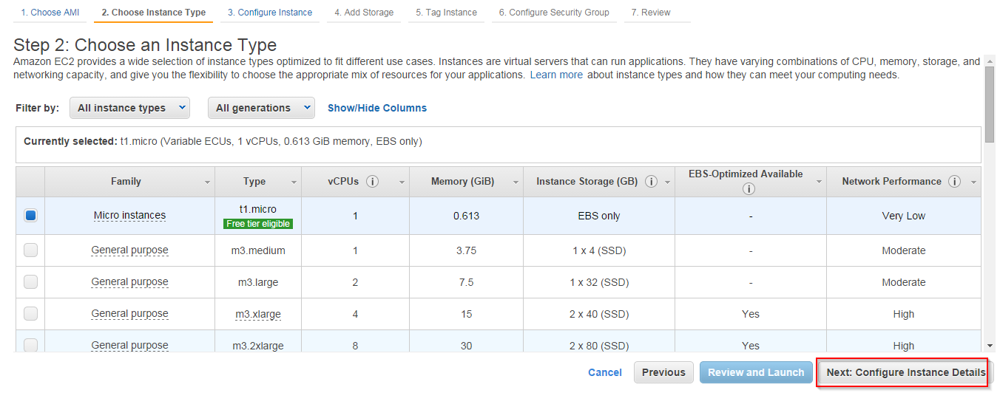 1. Choose AMI 2. Choose Instance Type 3. Configure Instance 4. Add Storage 5. Tag Instance 6. Configure Security Group 7. Review
Step 2: Choose an Instance Type
Amazon EC2 provides a wide selection of instance types optimized to fit different use cases. Instances are virtual servers that can run applications. They have varying combinations of CPU, memory, storage, and
networking capacity, and give you the flexibility to choose the appropriate mix of resources for your applications. Learn more about instance types and how they can meet your computing needs.
Filter by: All instance types All generations Show/Hide Columns
Currently selected: t1.micro (Variable ECUs, 1 vCPUs, 0.613 GiB memory, EBS only)
Family Type vCPUs i Memory (GiB) Instance Storage (GB) i EBS-Optimized Available i Network Performance i
Micro instances t1.micro Free tier eligible 1 0.613 EBS only - Very Low
General purpose m3.medium 1 3.75 1 x 4 (SSD) - Moderate
General purpose m3.large 2 7.5 1 x 32 (SSD) - Moderate
General purpose m3.xlarge 4 15 2 x 40 (SSD) Yes High
General purpose m3.2xlarge 8 30 2 x 80 (SSD) Yes High
Cancel Previous Review and Launch Next: Configure Instance Details